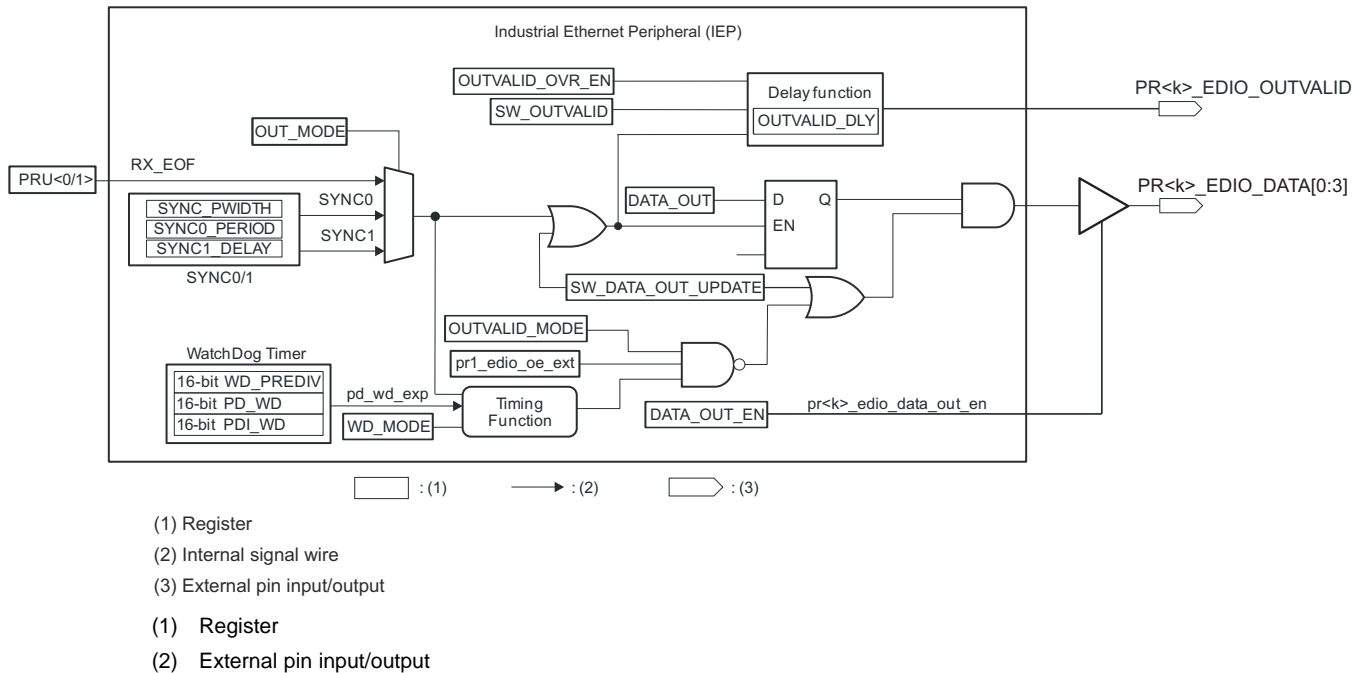 Industrial Ethernet Peripheral (IEP)
OUTVALID_OVR_EN
SW_OUTVALID
Delay function
OUTVALID_DLY
PR<k>_EDIO_OUTVALID
OUT_MODE
PRU<0/1>
RX_EOF
SYNC_PWIDTH
SYNC0_PERIOD
SYNC1_DELAY
SYNC0/1
SYNC0
SYNC1
DATA_OUT
D Q
EN
PR<k>_EDIO_DATA[0:3]
SW_DATA_OUT_UPDATE
OUTVALID_MODE
pr1_edio_oe_ext
WatchDog Timer
16-bit WD_PREDIV
16-bit PD_WD
16-bit PDI_WD
pd_wd_exp
WD_MODE
Timing
Function
DATA_OUT_EN
pr<k>_edio_data_out_en
: (1)
: (2)
: (3)
(1) Register
(2) Internal signal wire
(3) External pin input/output
(1) Register
(2) External pin input/output